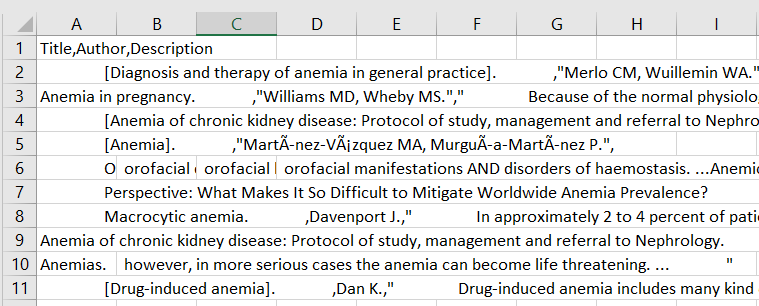 A B C D E F G H I
1 Title,Author,Description
2 [Diagnosis and therapy of anemia in general practice]. ,"Merlo CM, Wuillemin WA."
3 Anemia in pregnancy. ,"Williams MD, Wheby MS."," Because of the normal physiolo
4 [Anemia of chronic kidney disease: Protocol of study, management and referral to Nephro
5 [Anemia]. ,"MartÃ-nez-VÃ¡zquez MA, MurguÃ-a-MartÃ-nez P.",
6 O orofacial orofacial orofacial manifestations AND disorders of haemostasis. ...Anemic
7 Perspective: What Makes It So Difficult to Mitigate Worldwide Anemia Prevalence?
8 Macrocytic anemia. ,Davenport J.," In approximately 2 to 4 percent of patie
9 Anemia of chronic kidney disease: Protocol of study, management and referral to Nephrology.
10 Anemias. however, in more serious cases the anemia can become life threatening. ... "
11 [Drug-induced anemia]. ,Dan K.," Drug-induced anemia includes many kind